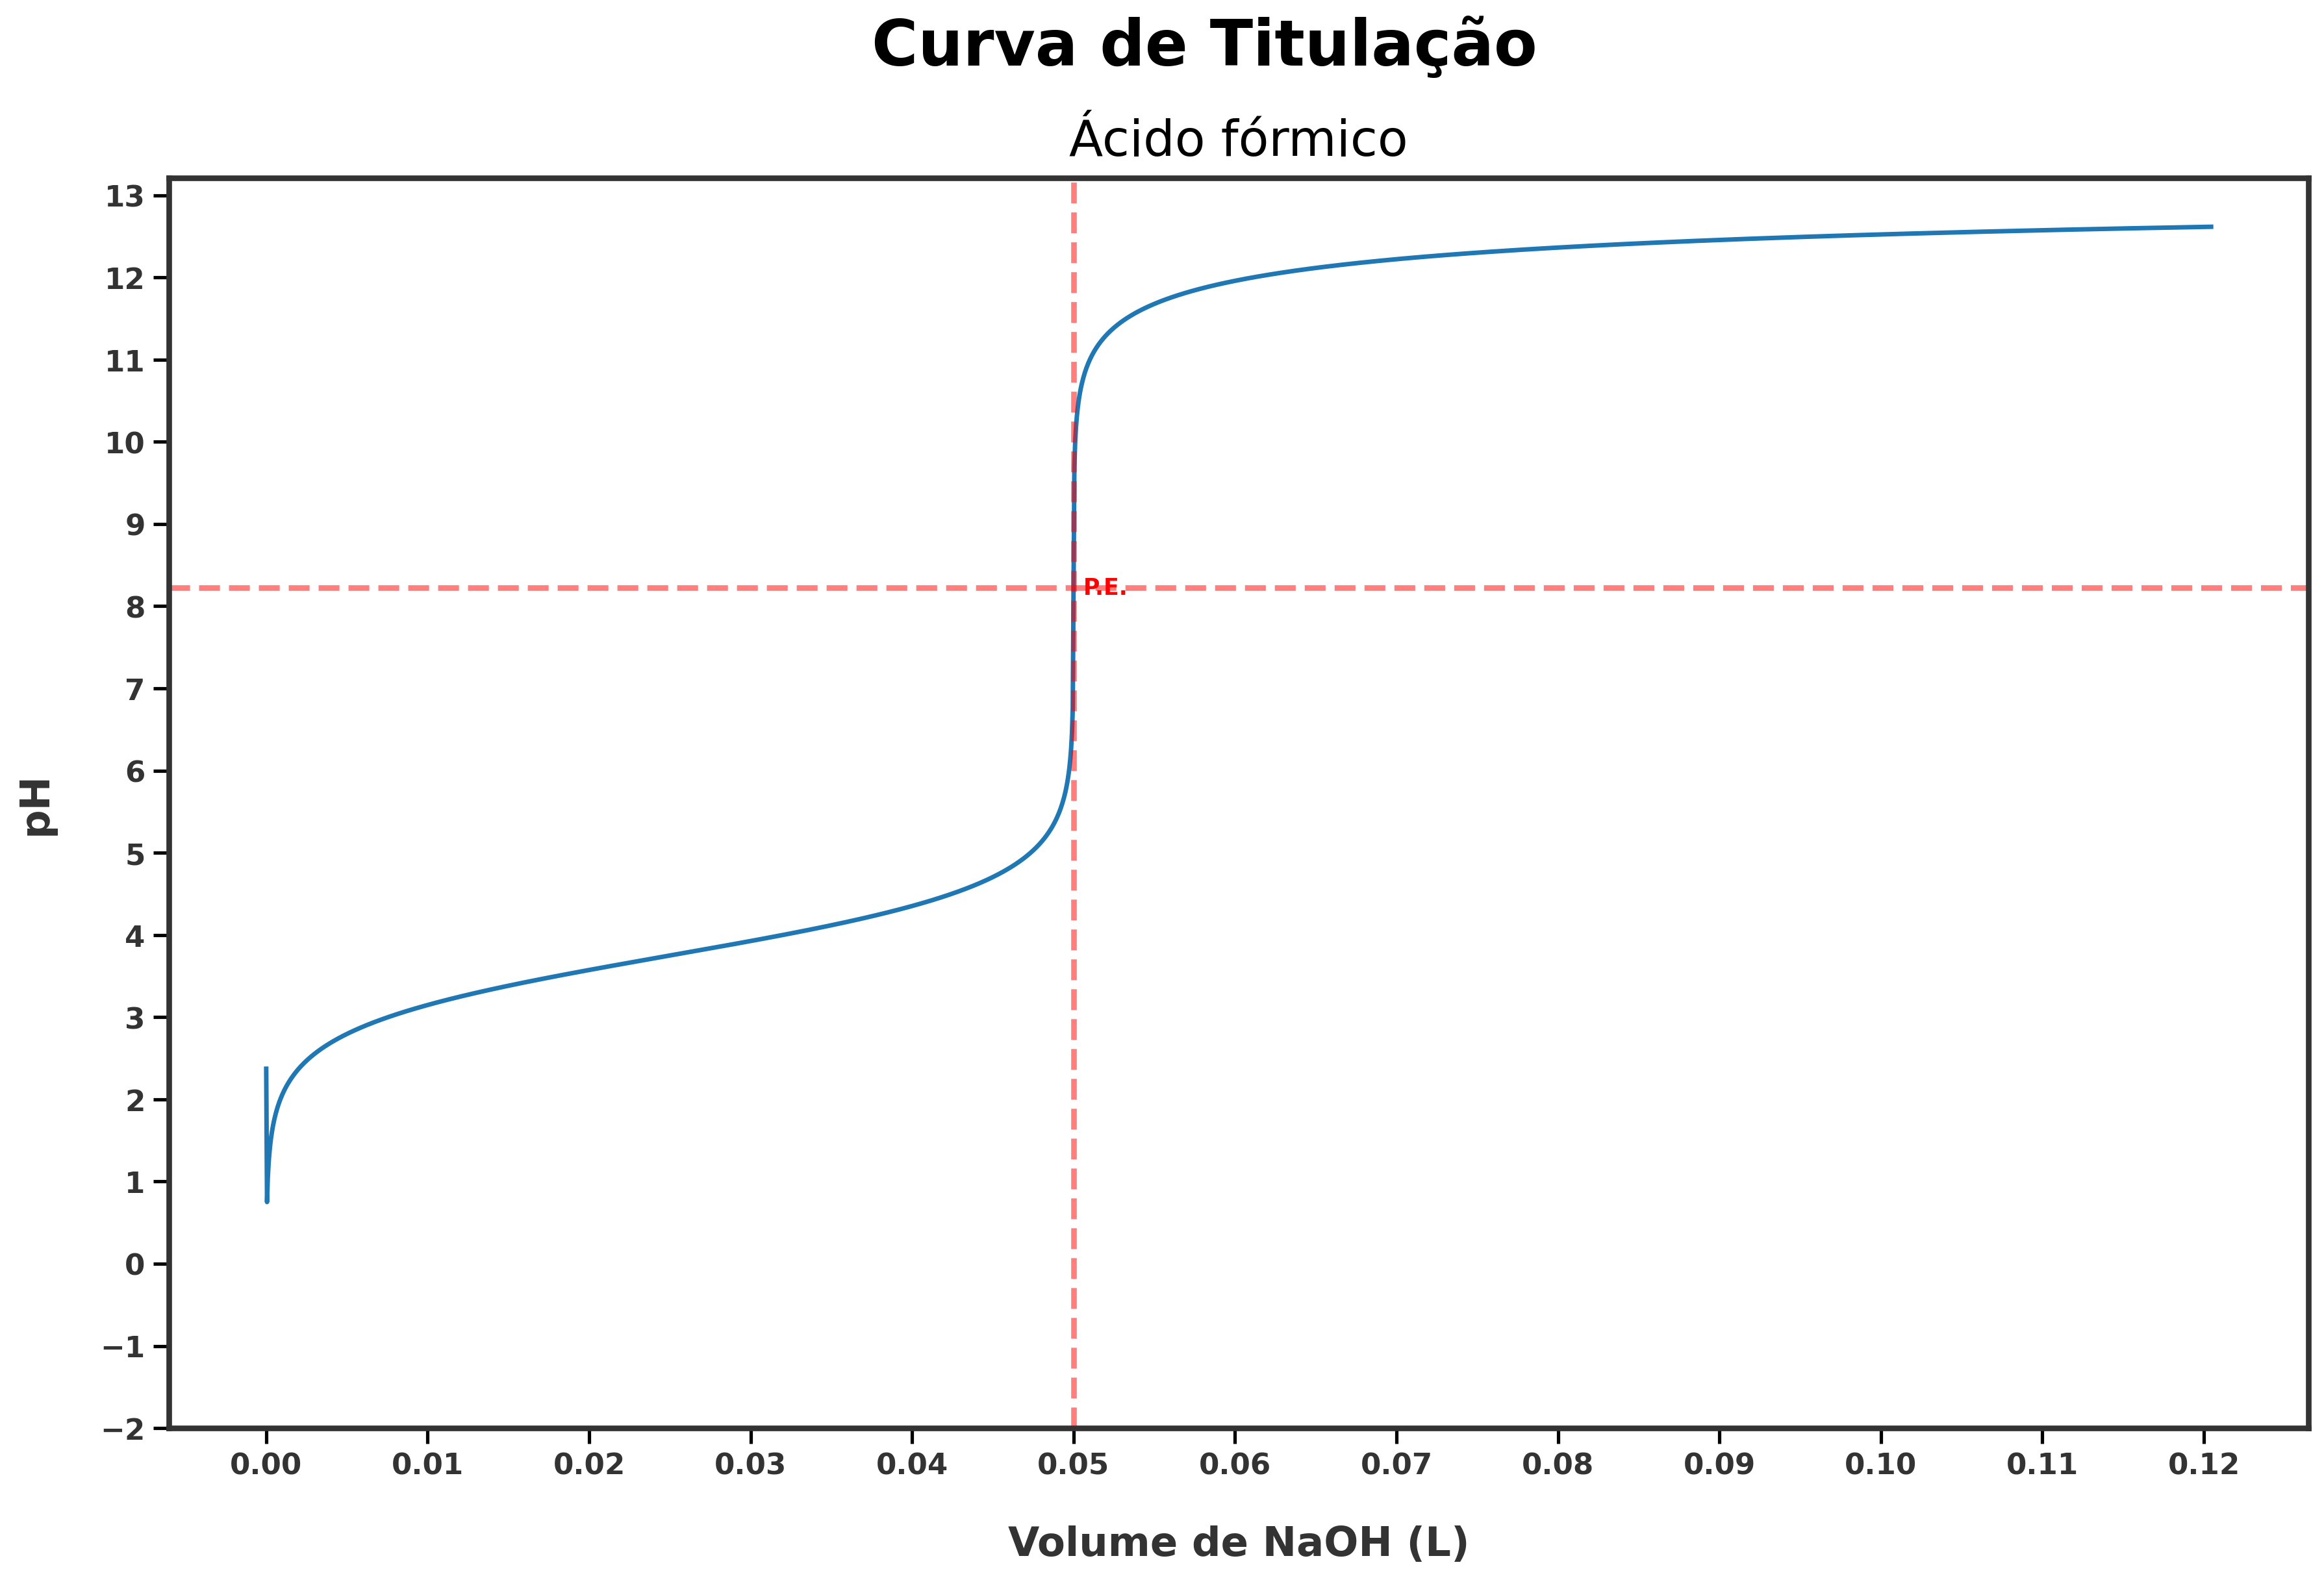 Curva de Titulação
Ácido fórmico
13
12
11
10
9
8
7
6
5
4
3
2
1
0
−1
−2
pH
P.E.
0.00 0.01 0.02 0.03 0.04 0.05 0.06 0.07 0.08 0.09 0.10 0.11 0.12
Volume de NaOH (L)